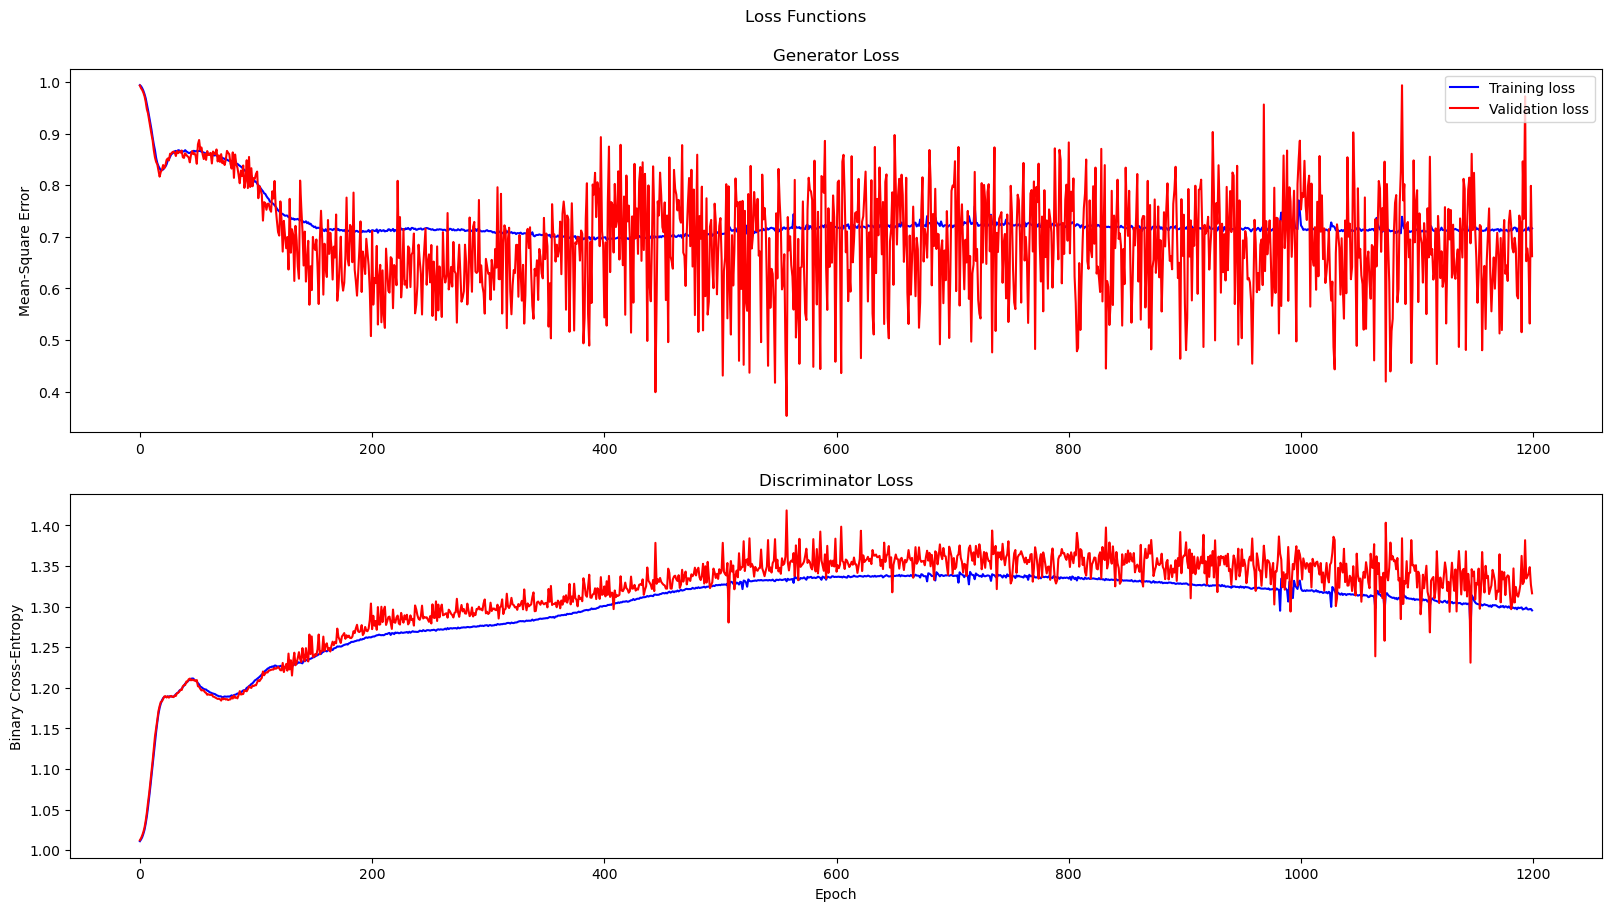 Loss Functions
Generator Loss
Training loss
Validation loss
Mean-Square Error
1.0
0.9
0.8
0.7
0.6
0.5
0.4
0 200 400 600 800 1000 1200
Discriminator Loss
Binary Cross-Entropy
1.40
1.35
1.30
1.25
1.20
1.15
1.10
1.05
1.00
0 200 400 600 800 1000 1200
Epoch